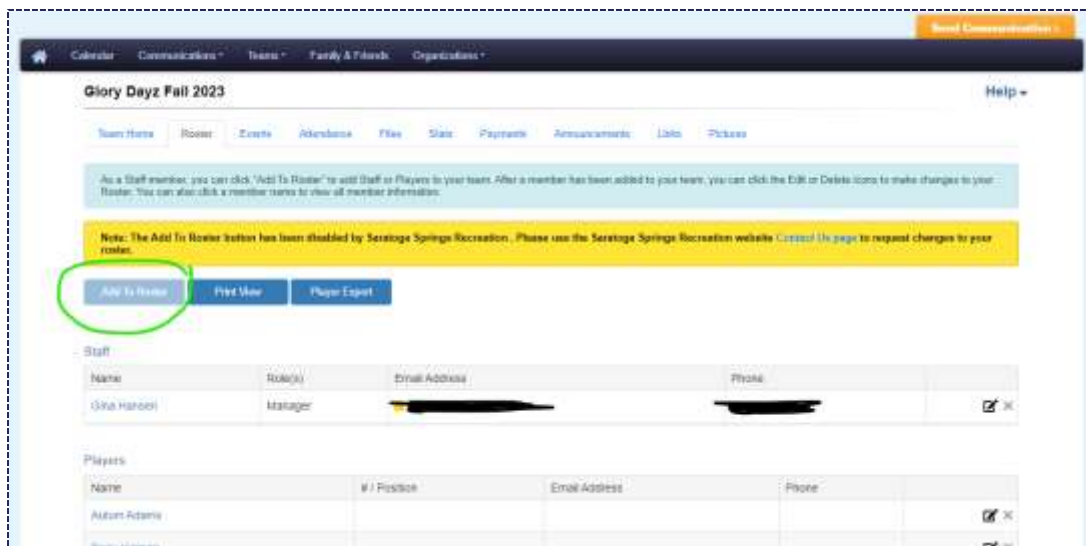 Send Communication >
Calendar Communications Teams Family & Friends Organizations
Glory Dayz Fall 2023 Help
Team Home Roster Events Attendance Files Stats Payments Announcements Links Pictures
As a Staff member, you can click "Add To Roster" to add Staff or Players to your team. After a member has been added to your team, you can click the Edit or Delete icons to make changes to your
Roster. You can also click a member name to view all member information.
Note: The Add To Roster button has been disabled by Saratoga Springs Recreation . Please use the Saratoga Springs Recreation website Contact Us page to request changes to your
roster.
Add To Roster Print View Player Export
- Staff
Name Role(s) Email Address Phone
Gina Hansen Manager
Players
Name # / Position Email Address Phone
Autum Adams